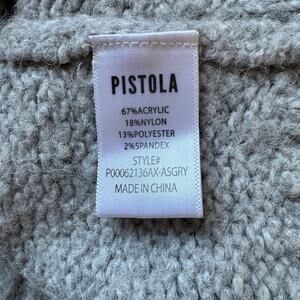 PISTOLA
67%ACRYLIC
18%NYLON
13%POLYESTER
2%SPANDEX
STYLE#
P00062136AX-ASGRY
MADE IN CHINA